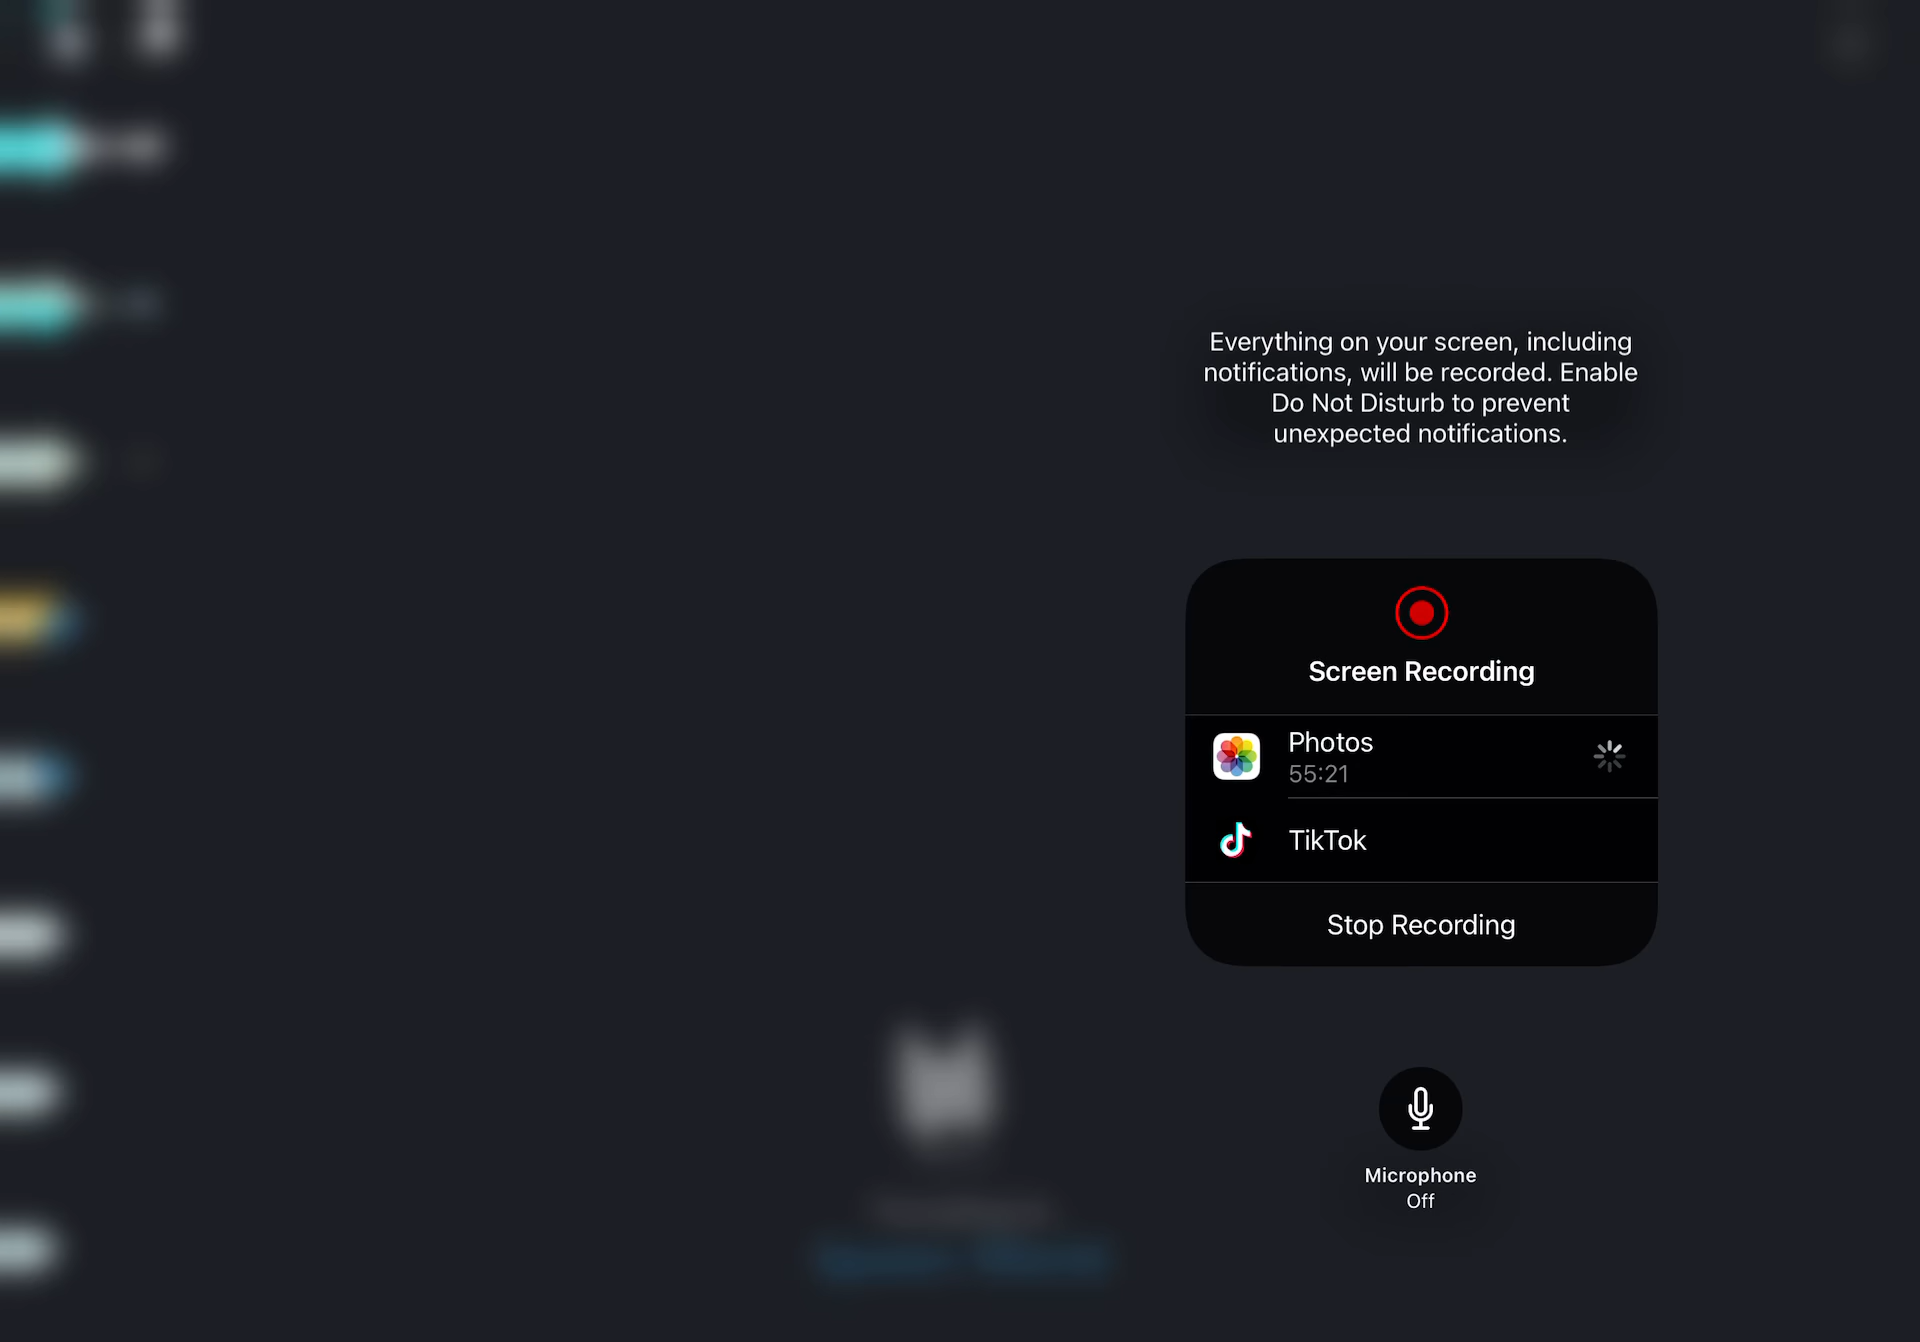 Everything on your screen, including
notifications, will be recorded. Enable
Do Not Disturb to prevent
unexpected notifications.
Screen Recording
Photos
55:21
TikTok
Stop Recording
Microphone
Off